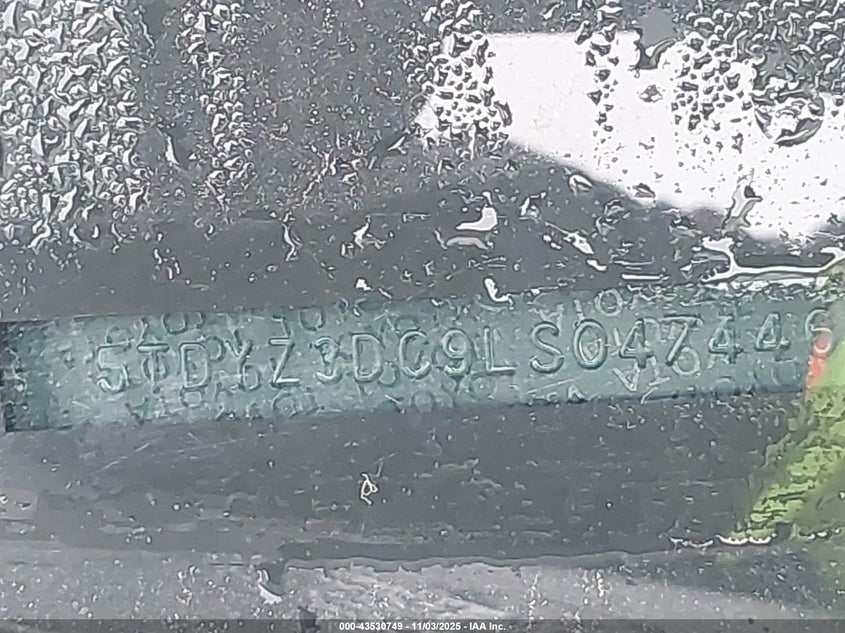 5TDYZ3DC9LS047446
000-43530749 - 11/03/2025 - IAA Inc.